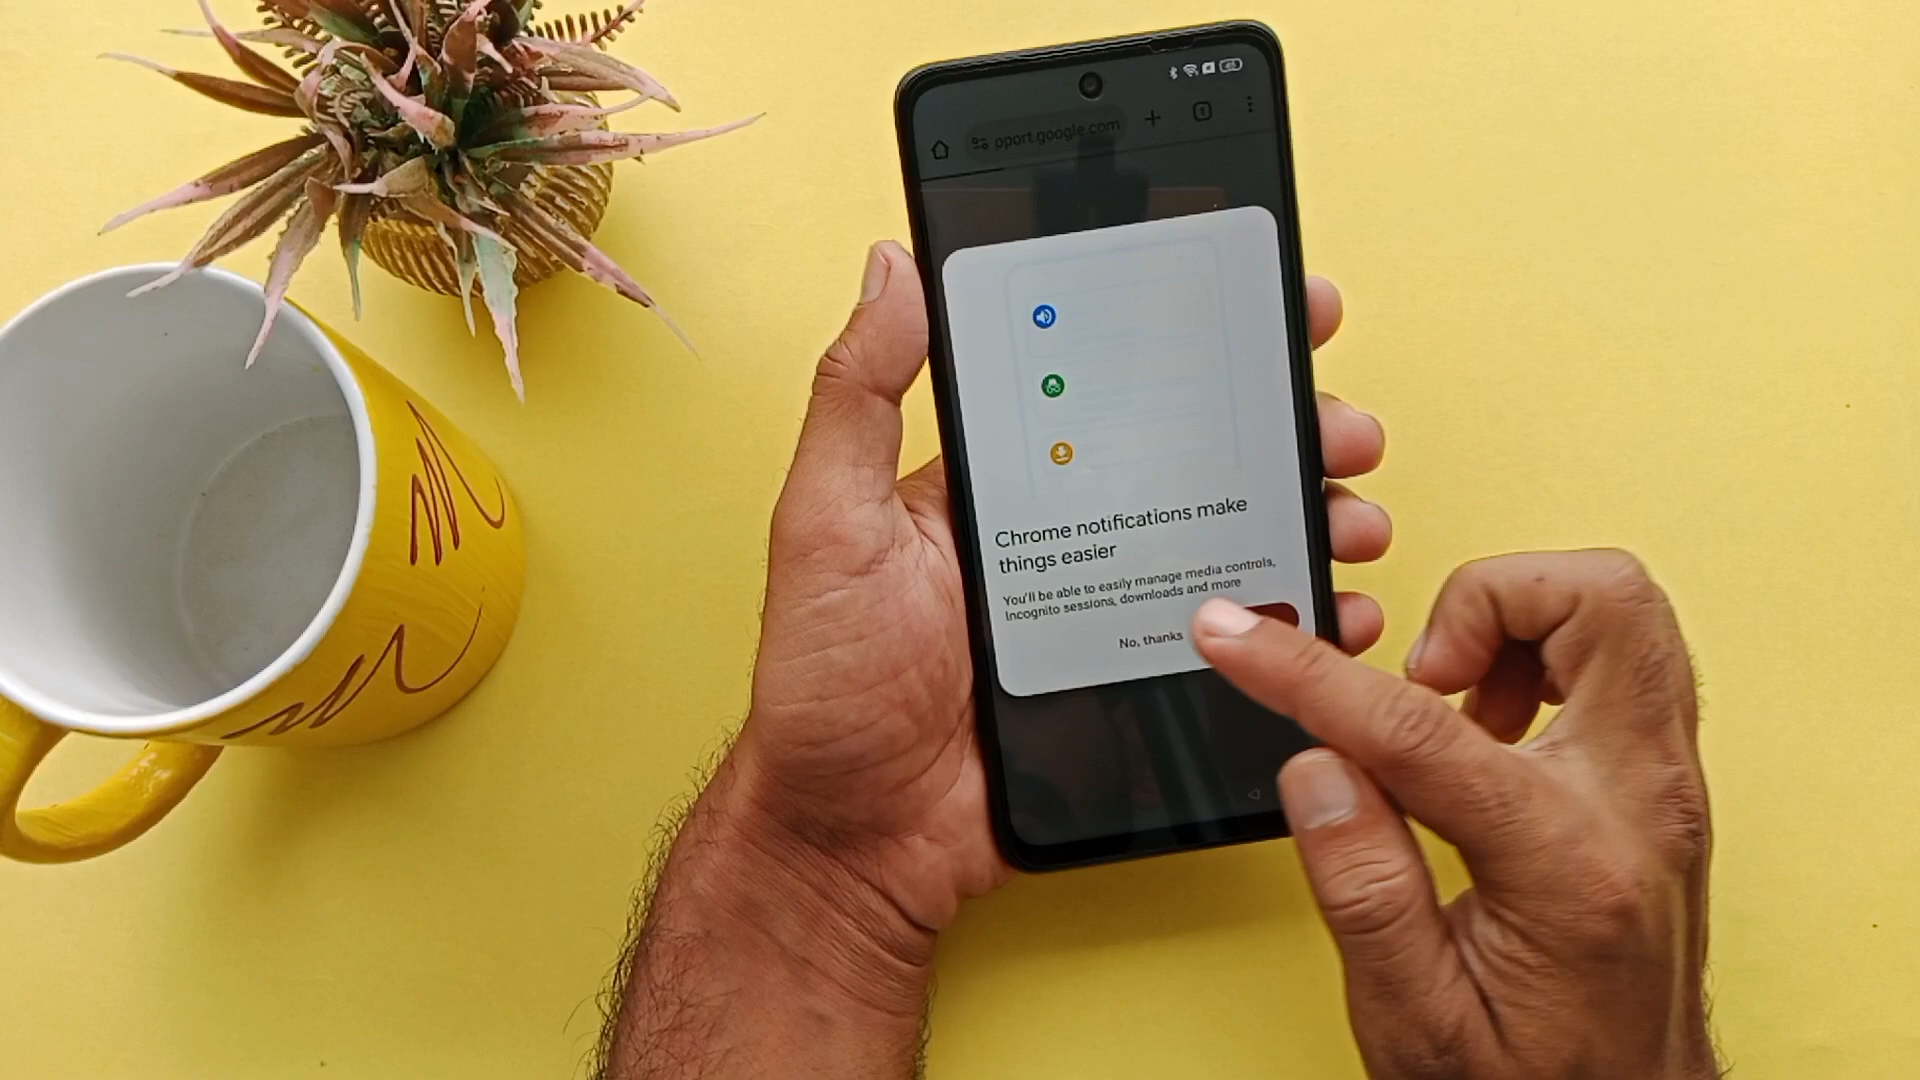 pport.google.com
Chrome notifications make
things easier
You'll be able to easily manage media controls,
Incognito sessions, downloads and more
No, thanks